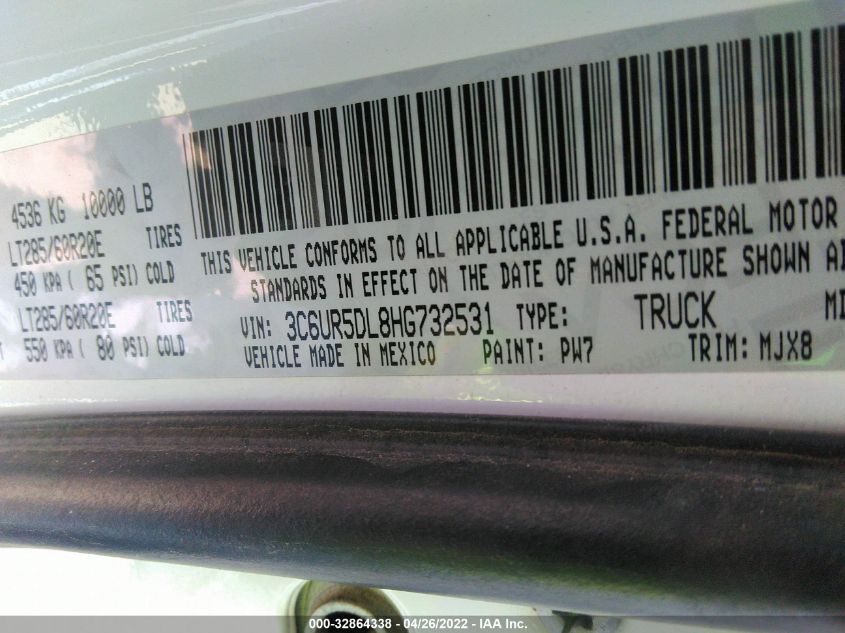 4536 KG 10000 LB
LT285/60R20E TIRES
450 KPA ( 65 PSI) COLD
LT285/60R20E TIRES
550 KPA ( 80 PSI) COLD
THIS VEHICLE CONFORMS TO ALL APPLICABLE U.S.A. FEDERAL MOTOR
STANDARDS IN EFFECT ON THE DATE OF MANUFACTURE SHOWN
VIN: 3C6UR5DL8HG732531 TYPE: TRUCK
VEHICLE MADE IN MEXICO PAINT: PW7 TRIM: MJX8
000-32864338 - 04/26/2022 - IAA Inc.